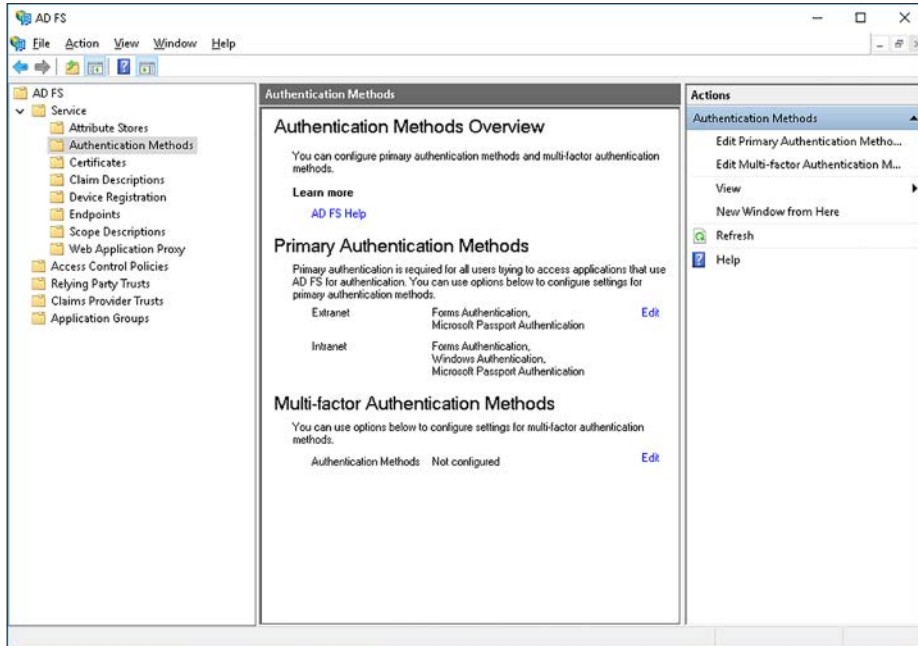 AD FS
File Action View Window Help
AD FS
Service
Attribute Stores
Authentication Methods
Certificates
Claim Descriptions
Device Registration
Endpoints
Scope Descriptions
Web Application Proxy
Access Control Policies
Relying Party Trusts
Claims Provider Trusts
Application Groups
Authentication Methods
Authentication Methods Overview
You can configure primary authentication methods and multi-factor authentication
methods.
Learn more
AD FS Help
Primary Authentication Methods
Primary authentication is required for all users trying to access applications that use
AD FS for authentication. You can use options below to configure settings for
primary authentication methods.
Extranet Forms Authentication, Edit
Microsoft Passport Authentication
Intranet Forms Authentication,
Windows Authentication,
Microsoft Passport Authentication
Multi-factor Authentication Methods
You can use options below to configure settings for multi-factor authentication
methods.
Authentication Methods Not configured Edit
Actions
Authentication Methods
Edit Primary Authentication Metho...
Edit Multi-factor Authentication M...
View
New Window from Here
Refresh
Help